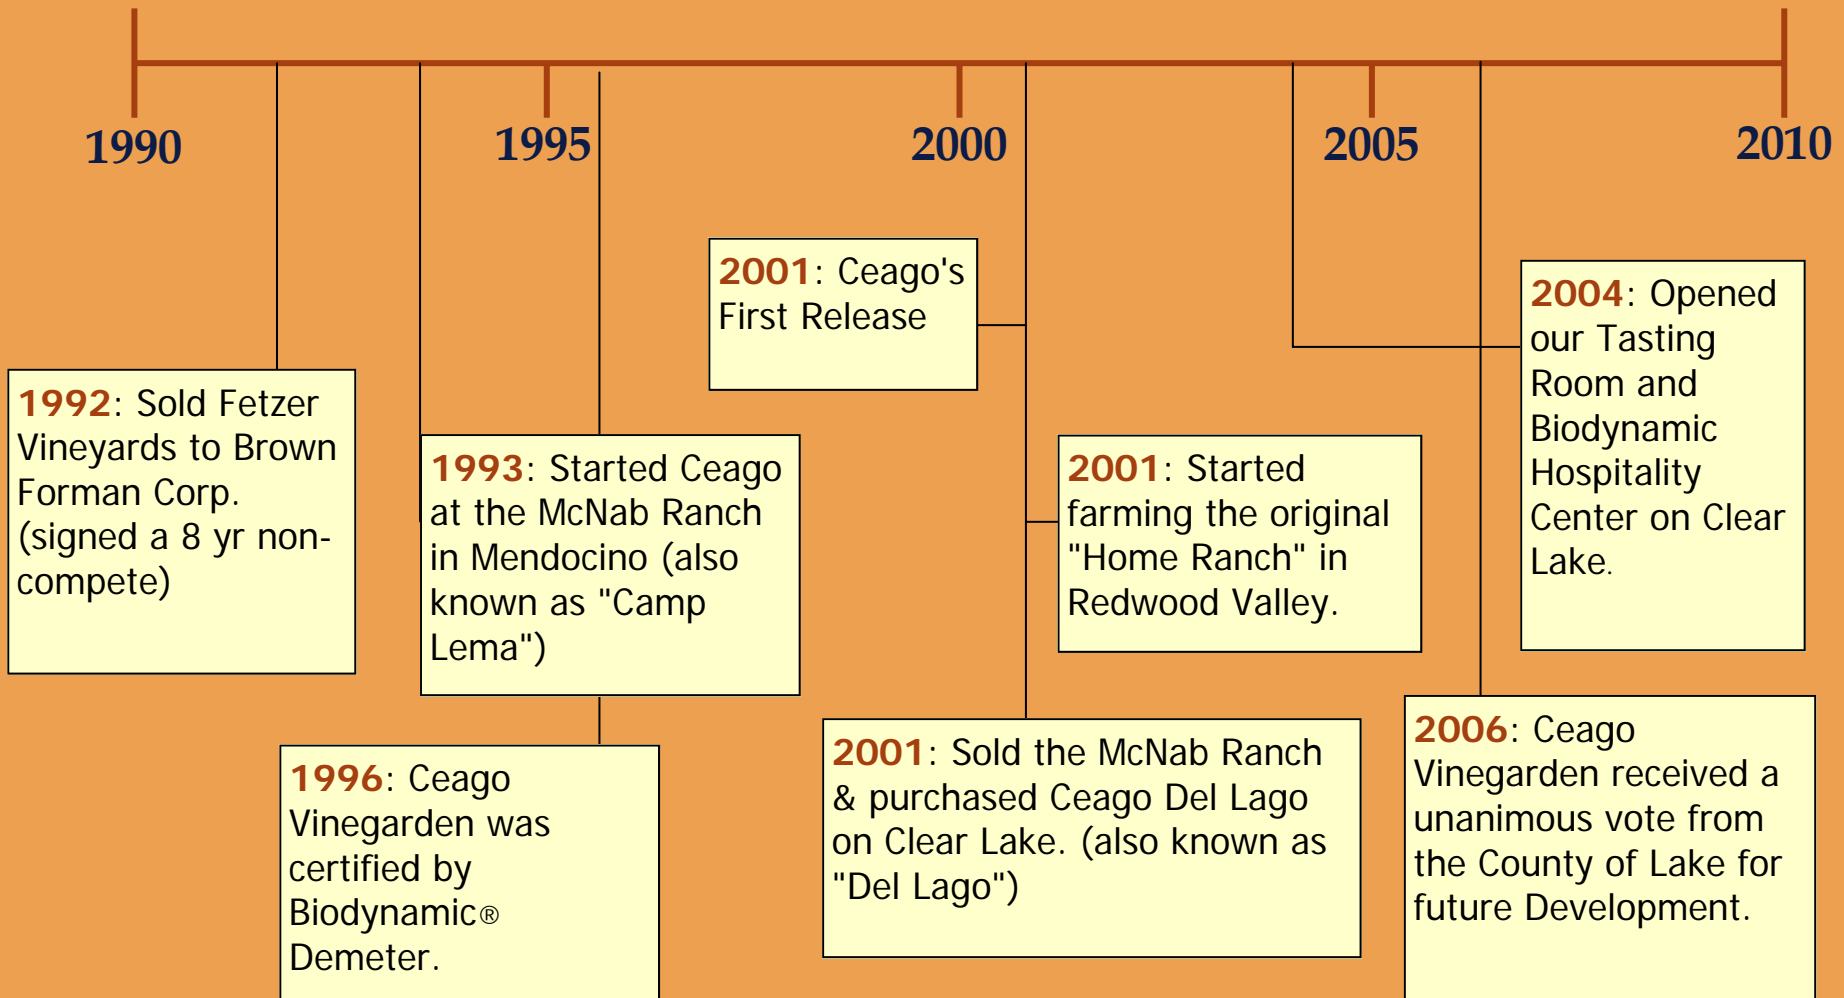 1990
1995
2000
2005
2010
1992: Sold Fetzer
Vineyards to Brown
Forman Corp.
(signed a 8 yr non-
compete)
1993: Started Ceago
at the McNab Ranch
in Mendocino (also
known as "Camp
Lema")
1996: Ceago
Vinegarden was
certified by
Biodynamic®
Demeter.
2001: Ceago's
First Release
2001: Started
farming the original
"Home Ranch" in
Redwood Valley.
2001: Sold the McNab Ranch
& purchased Ceago Del Lago
on Clear Lake. (also known as
"Del Lago")
2004: Opened
our Tasting
Room and
Biodynamic
Hospitality
Center on Clear
Lake.
2006: Ceago
Vinegarden received a
unanimous vote from
the County of Lake for
future Development.